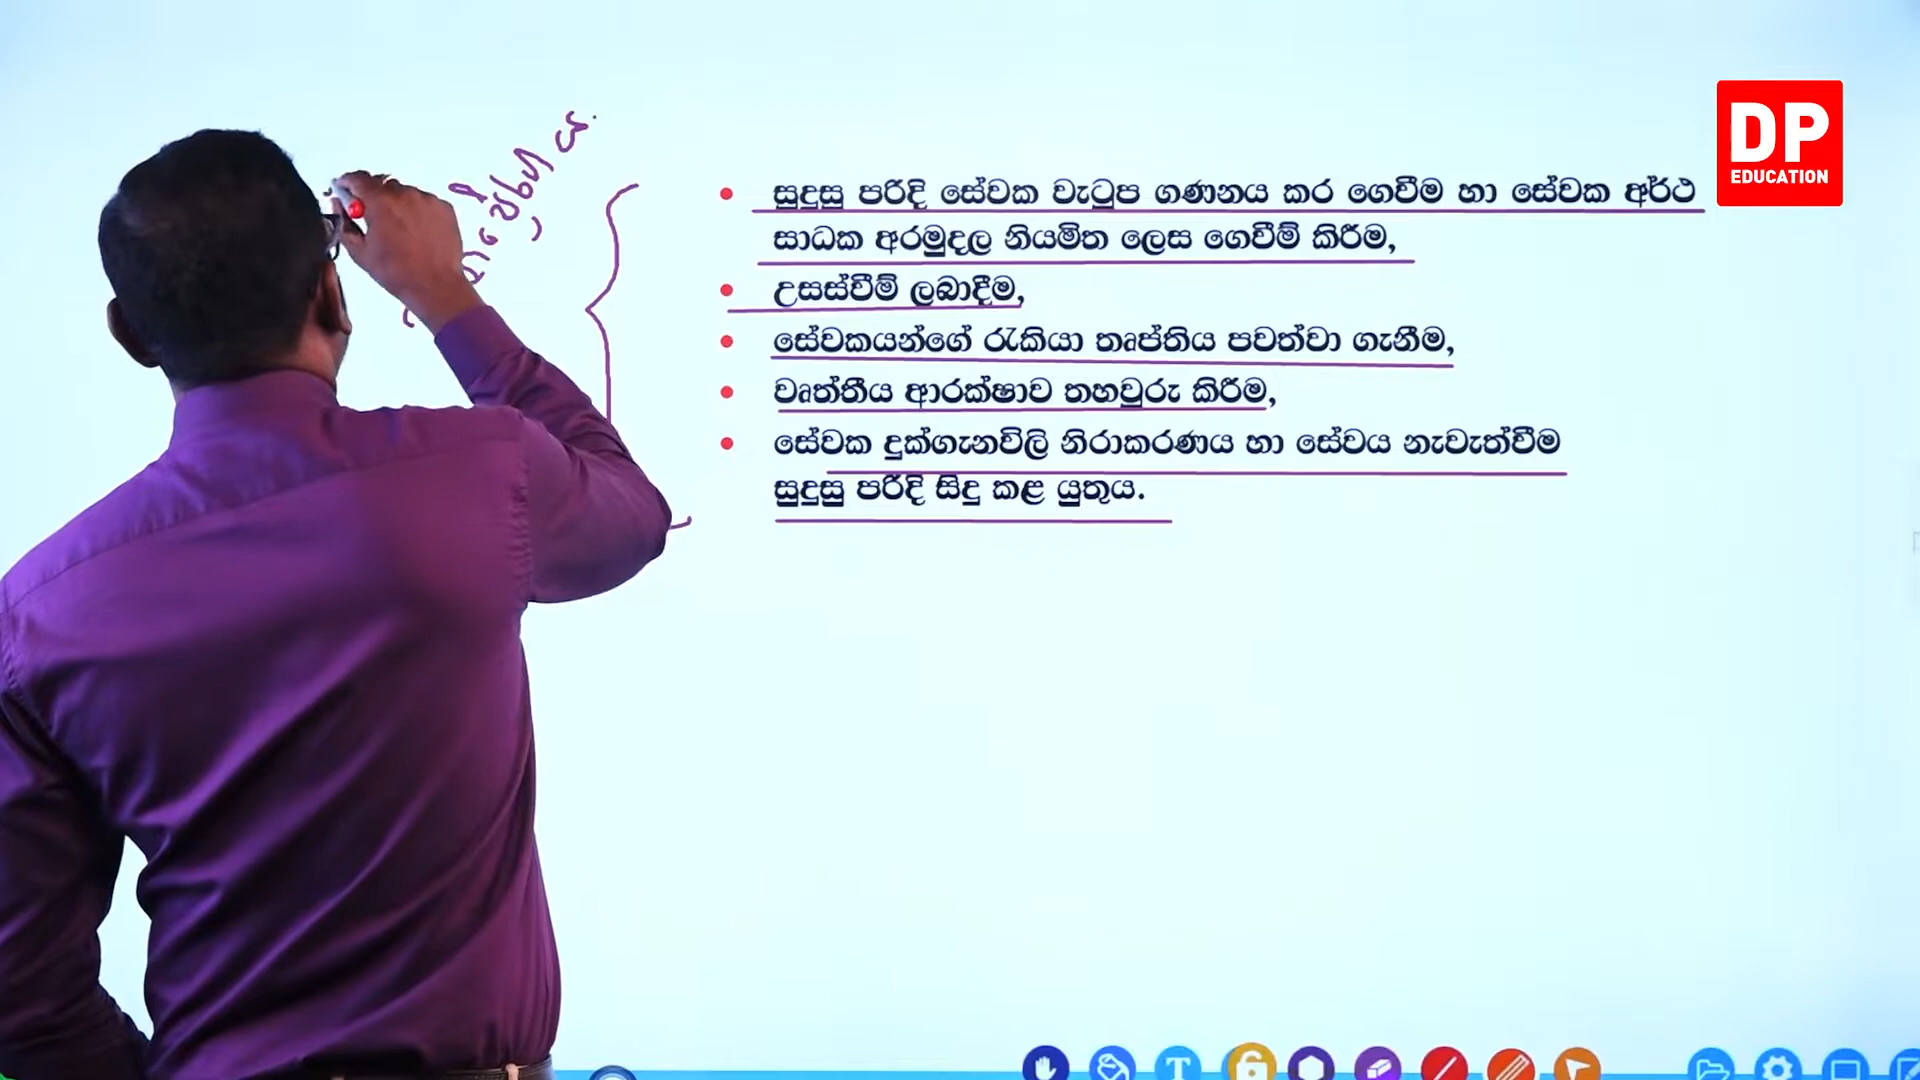 DP
EDUCATION
• සුදුසු පරිදි සේවක වැටුප ගණනය කර ගෙවීම හා සේවක අර්ථ
සාධක අරමුදල නියමිත ලෙස ගෙවීම් කිරීම,
• උසස්වීම් ලබාදීම,
• සේවකයන්ගේ රැකියා තෘප්තිය පවත්වා ගැනීම,
• වෘත්තීය ආරක්ෂාව තහවුරු කිරීම,
• සේවක දුක්ගැනවිලි නිරාකරණය හා සේවය නැවැත්වීම
සුදුසු පරිදි සිදු කළ යුතුය.